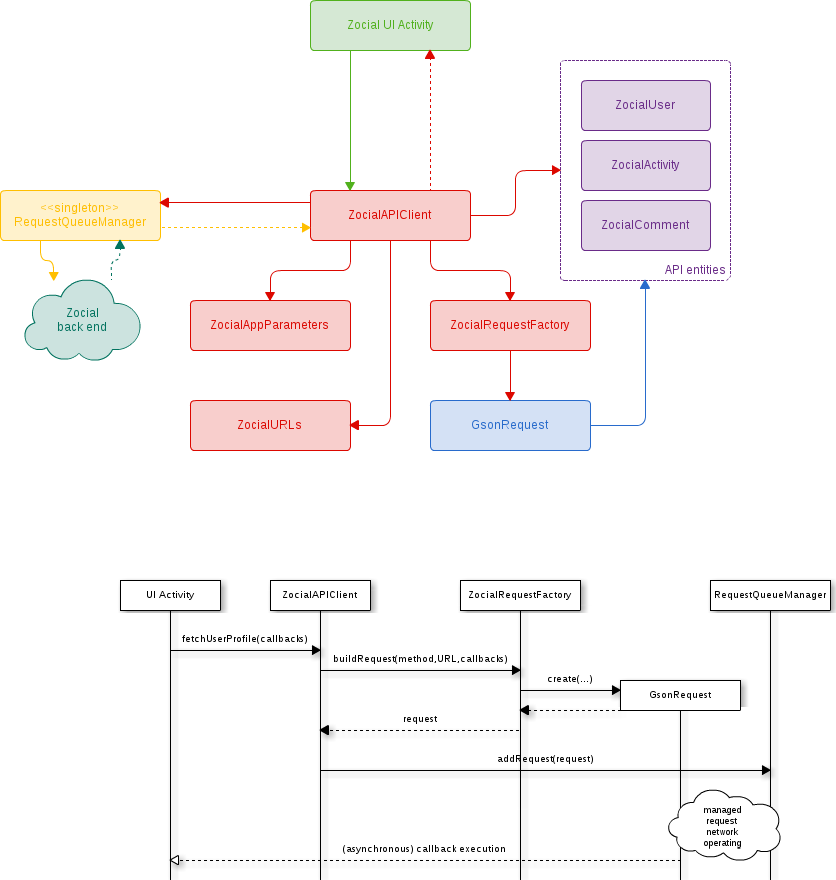 Zocial UI Activity
ZocialUser
ZocialActivity
ZocialComment
API entities
<<singleton>>
RequestQueueManager
ZocialAPIClient
Zocial
back end
ZocialAppParameters
ZocialRequestFactory
ZocialURLs
GsonRequest
UI Activity
ZocialAPIClient
ZocialRequestFactory
RequestQueueManager
fetchUserProfile(callbacks)
buildRequest(method,URL,callbacks)
create(...)
GsonRequest
request
addRequest(request)
managed
request
network
operating
(asynchronous) callback execution